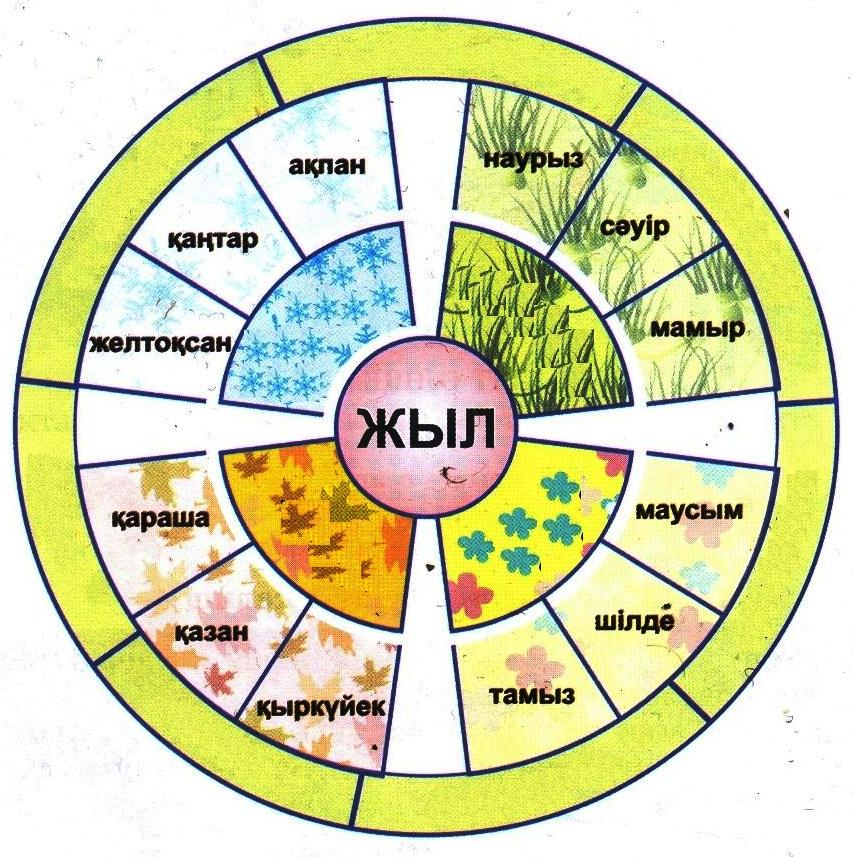 ақпан
наурыз
қаңтар
сәуір
желтоқсан
мамыр
ЖЫЛ
қараша
маусым
қазан
шілде
қыркүйек
тамыз